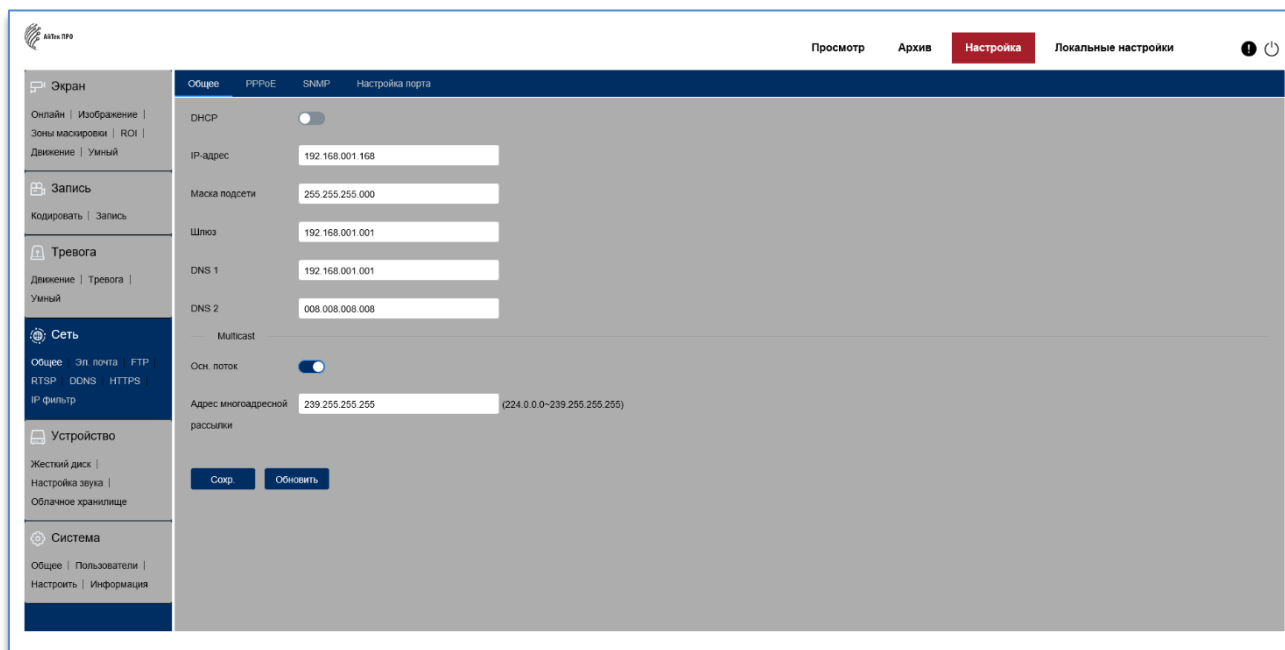 АйТек ПРО
Просмотр Архив Настройка Локальные настройки
Экран
Онлайн | Изображение |
Зоны маскировки | ROI |
Движение | Умный
Запись
Кодировать | Запись
Тревога
Движение | Тревога |
Умный
Сеть
Общее | Эл. почта | FTP |
RTSP | DDNS | HTTPS |
IP фильтр
Устройство
Жесткий диск |
Настройка звука |
Облачное хранилище
Система
Общее | Пользователи |
Настроить | Информация
Общее PPPoE SNMP Настройка порта
DHCP
IP-адрес 192.168.001.168
Маска подсети 255.255.255.000
Шлюз 192.168.001.001
DNS 1 192.168.001.001
DNS 2 008.008.008.008
Multicast
Осн. поток
Адрес многоадресной 239.255.255.255 (224.0.0.0~239.255.255.255)
рассылки
Сохр. Обновить